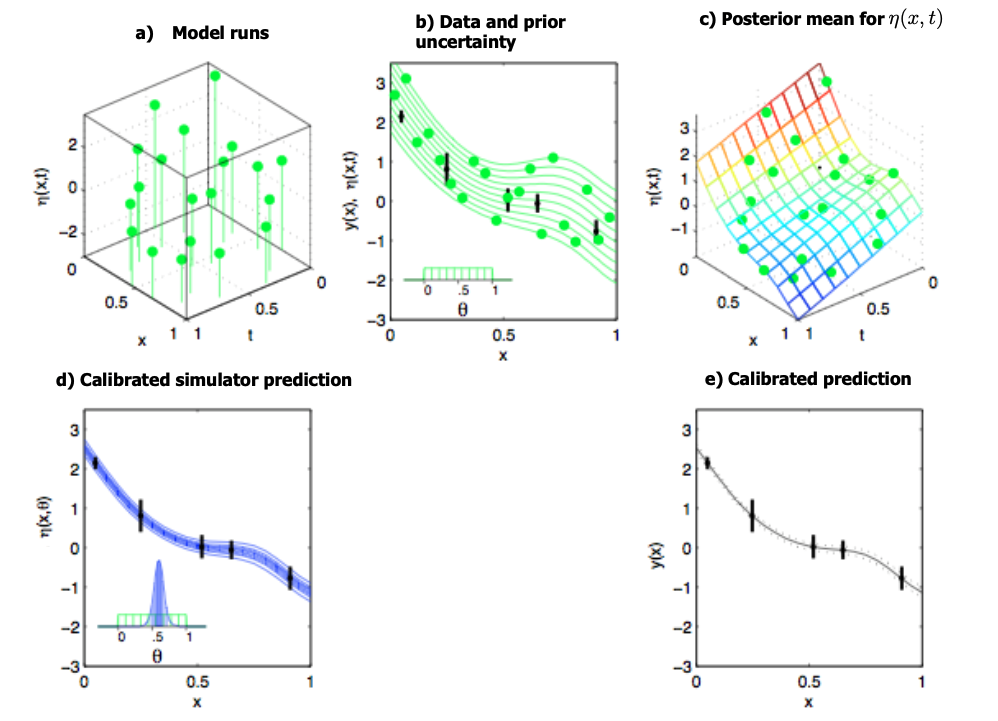 a) Model runs
b) Data and prior
uncertainty
c) Posterior mean for η(x, t)
η(x,t)
2
0
−2
0
0.5
1
x
1
0.5
0
t
y(x), η(x,t)
3
2
1
0
−1
−2
−3
0 .5 1
θ
0 0.5 1
x
η(x,t)
3
2
1
0
−1
0
0.5
1
x
1
0.5
0
t
d) Calibrated simulator prediction
e) Calibrated prediction
η(x,θ)
3
2
1
0
−1
−2
−3
0 .5 1
θ
0 0.5 1
x
y(x)
3
2
1
0
−1
−2
−3
0 0.5 1
x